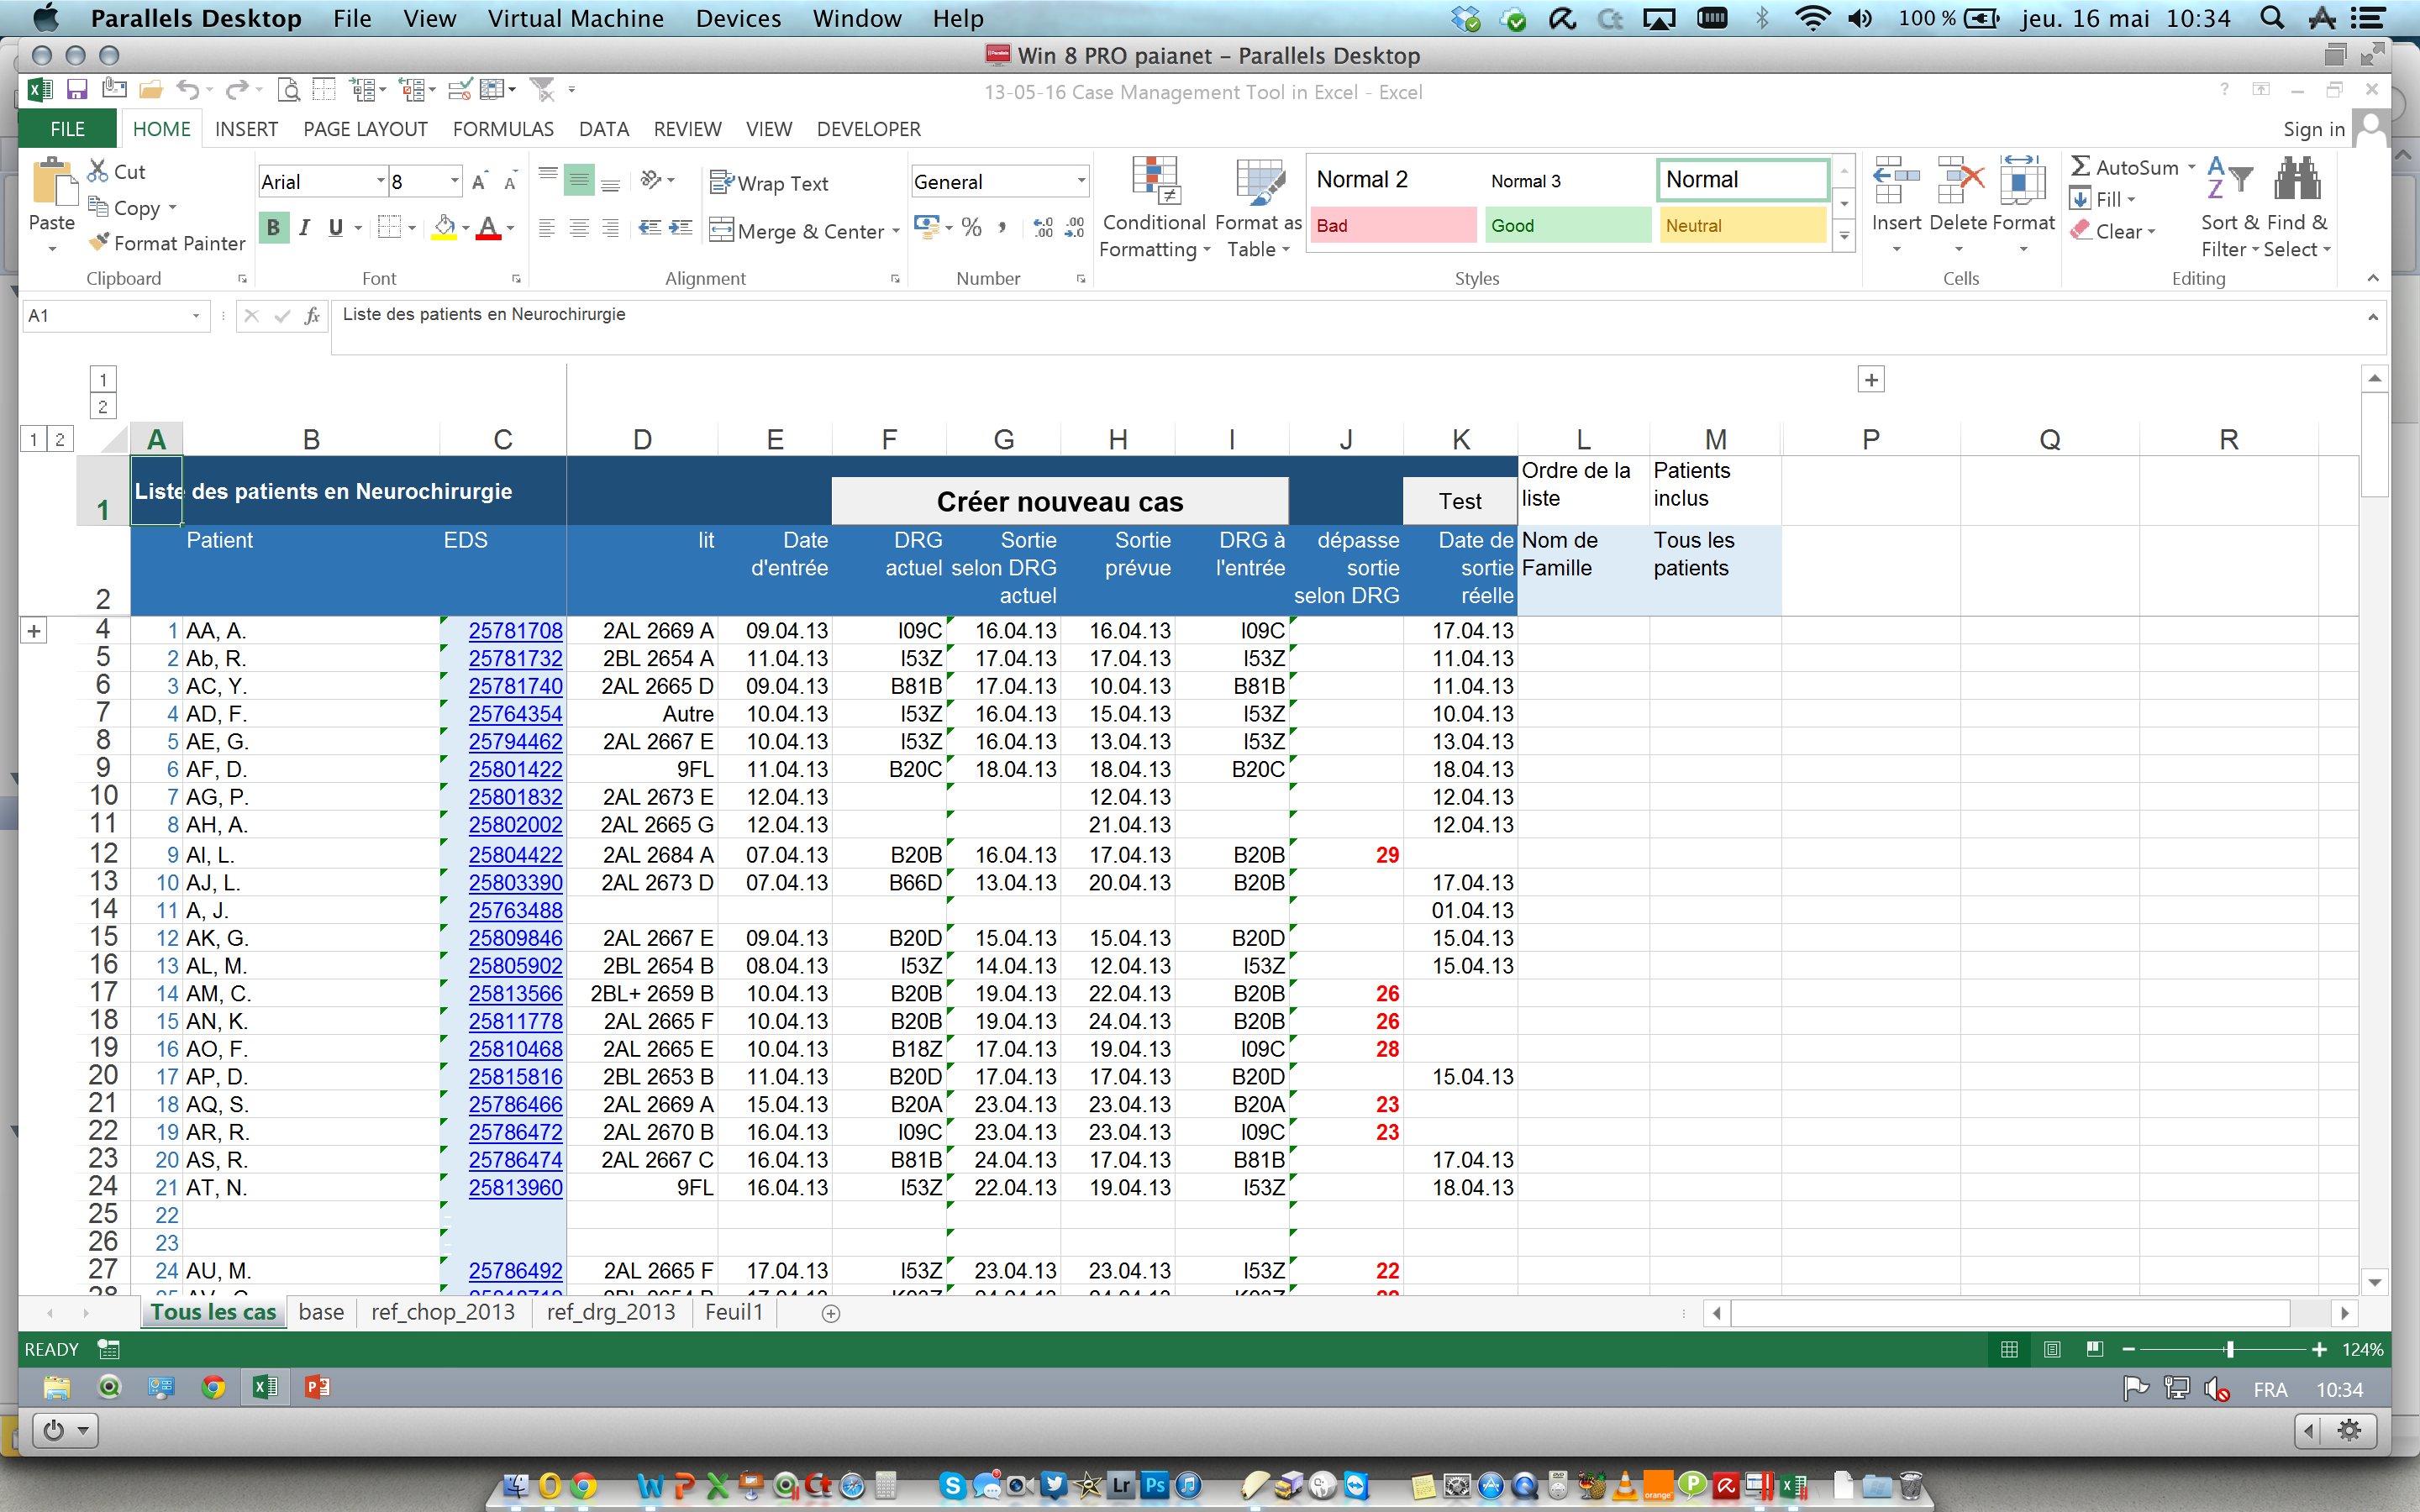 Parallels Desktop File View Virtual Machine Devices Window Help 100 % jeu. 16 mai 10:34
Win 8 PRO paianet – Parallels Desktop
13-05-16 Case Management Tool in Excel - Excel
FILE HOME INSERT PAGE LAYOUT FORMULAS DATA REVIEW VIEW DEVELOPER Sign in
Paste Cut Copy Format Painter
Clipboard
Arial 8
B I U
Font
Wrap Text
Merge & Center
Alignment
General
Number
Conditional Formatting
Format as Table
Normal 2 Normal 3 Normal
Bad Good Neutral
Styles
Insert Delete Format
Cells
AutoSum
Fill
Clear
Sort & Filter
Find & Select
Editing
A1 fx Liste des patients en Neurochirurgie
1
2
1 2 A B C D E F G H I J K L M P Q R
1 Liste des patients en Neurochirurgie Créer nouveau cas Test Ordre de la liste Patients inclus
2 Patient EDS lit Date d'entrée DRG actuel Sortie selon DRG actuel Sortie prévue DRG à l'entrée dépasse sortie selon DRG Date de sortie réelle Nom de Famille Tous les patients
4 1 AA, A. 25781708 2AL 2669 A 09.04.13 I09C 16.04.13 16.04.13 I09C 17.04.13
5 2 Ab, R. 25781732 2BL 2654 A 11.04.13 I53Z 17.04.13 17.04.13 I53Z 11.04.13
6 3 AC, Y. 25781740 2AL 2665 D 09.04.13 B81B 17.04.13 10.04.13 B81B 11.04.13
7 4 AD, F. 25764354 Autre 10.04.13 I53Z 16.04.13 15.04.13 I53Z 10.04.13
8 5 AE, G. 25794462 2AL 2667 E 10.04.13 I53Z 16.04.13 13.04.13 I53Z 13.04.13
9 6 AF, D. 25801422 9FL 11.04.13 B20C 18.04.13 18.04.13 B20C 18.04.13
10 7 AG, P. 25801832 2AL 2673 E 12.04.13 12.04.13 12.04.13
11 8 AH, A. 25802002 2AL 2665 G 12.04.13 21.04.13 12.04.13
12 9 AI, L. 25804422 2AL 2684 A 07.04.13 B20B 16.04.13 17.04.13 B20B 29
13 10 AJ, L. 25803390 2AL 2673 D 07.04.13 B66D 13.04.13 20.04.13 B20B 17.04.13
14 11 A, J. 25763488 01.04.13
15 12 AK, G. 25809846 2AL 2667 E 09.04.13 B20D 15.04.13 15.04.13 B20D 15.04.13
16 13 AL, M. 25805902 2BL 2654 B 08.04.13 I53Z 14.04.13 12.04.13 I53Z 15.04.13
17 14 AM, C. 25813566 2BL+ 2659 B 10.04.13 B20B 19.04.13 22.04.13 B20B 26
18 15 AN, K. 25811778 2AL 2665 F 10.04.13 B20B 19.04.13 24.04.13 B20B 26
19 16 AO, F. 25810468 2AL 2665 E 10.04.13 B18Z 17.04.13 19.04.13 I09C 28
20 17 AP, D. 25815816 2BL 2653 B 11.04.13 B20D 17.04.13 17.04.13 B20D 15.04.13
21 18 AQ, S. 25786466 2AL 2669 A 15.04.13 B20A 23.04.13 23.04.13 B20A 23
22 19 AR, R. 25786472 2AL 2670 B 16.04.13 I09C 23.04.13 23.04.13 I09C 23
23 20 AS, R. 25786474 2AL 2667 C 16.04.13 B81B 24.04.13 17.04.13 B81B 17.04.13
24 21 AT, N. 25813960 9FL 16.04.13 I53Z 22.04.13 19.04.13 I53Z 18.04.13
25 22
26 23
27 24 AU, M. 25786492 2AL 2665 F 17.04.13 I53Z 23.04.13 23.04.13 I53Z 22
Tous les cas base ref_chop_2013 ref_drg_2013 Feuil1
READY 124%
FRA 10:34
Lr Ps orange